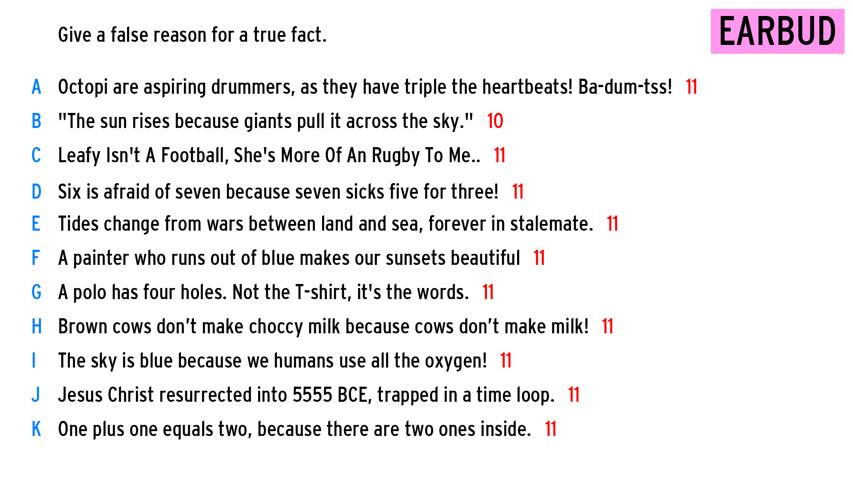 Give a false reason for a true fact.
EARBUD
A Octopi are aspiring drummers, as they have triple the heartbeats! Ba-dum-tss! 11
B "The sun rises because giants pull it across the sky." 10
C Leafy Isn't A Football, She's More Of An Rugby To Me.. 11
D Six is afraid of seven because seven sicks five for three! 11
E Tides change from wars between land and sea, forever in stalemate. 11
F A painter who runs out of blue makes our sunsets beautiful 11
G A polo has four holes. Not the T-shirt, it's the words. 11
H Brown cows don’t make choccy milk because cows don’t make milk! 11
I The sky is blue because we humans use all the oxygen! 11
J Jesus Christ resurrected into 5555 BCE, trapped in a time loop. 11
K One plus one equals two, because there are two ones inside. 11